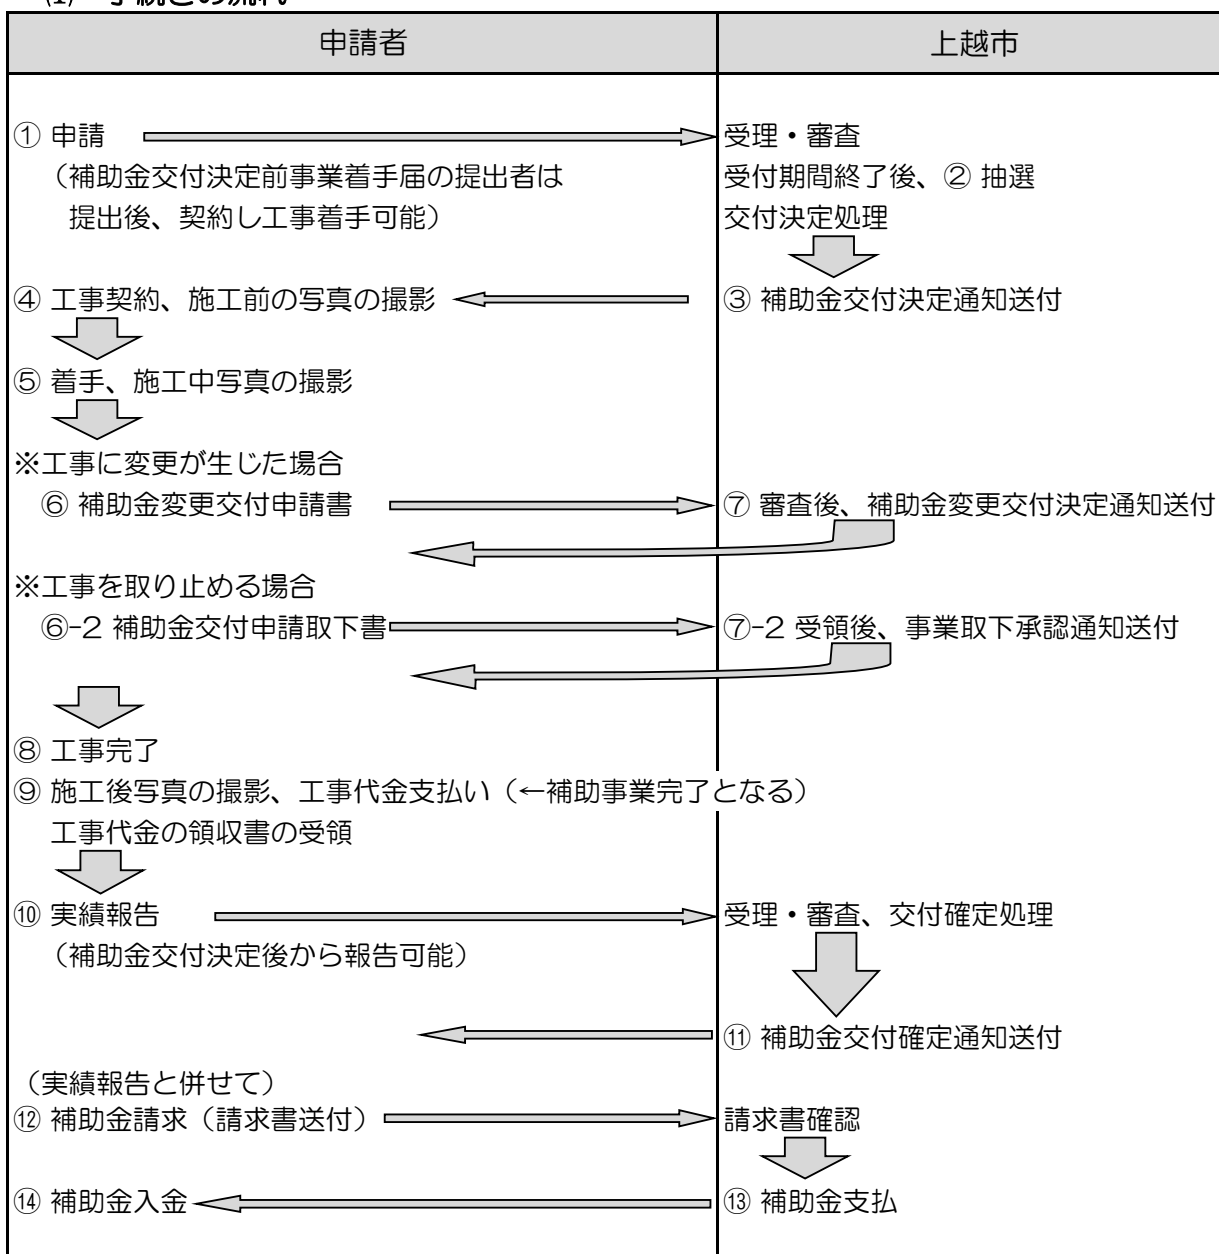 (1) 手続きの流れ
申請者 上越市
① 申請 受理・審査
（補助金交付決定前事業着手届の提出者は 受付期間終了後、② 抽選
提出後、契約し工事着手可能） 交付決定処理
④ 工事契約、施工前の写真の撮影 ③ 補助金交付決定通知送付
⑤ 着手、施工中写真の撮影
※工事に変更が生じた場合
⑥ 補助金変更交付申請書 ⑦ 審査後、補助金変更交付決定通知送付
※工事を取り止める場合
⑥-2 補助金交付申請取下書 ⑦-2 受領後、事業取下承認通知送付
⑧ 工事完了
⑨ 施工後写真の撮影、工事代金支払い（←補助事業完了となる）
工事代金の領収書の受領
⑩ 実績報告 受理・審査、交付確定処理
（補助金交付決定後から報告可能）
⑪ 補助金交付確定通知送付
（実績報告と併せて）
⑫ 補助金請求（請求書送付） 請求書確認
⑭ 補助金入金 ⑬ 補助金支払